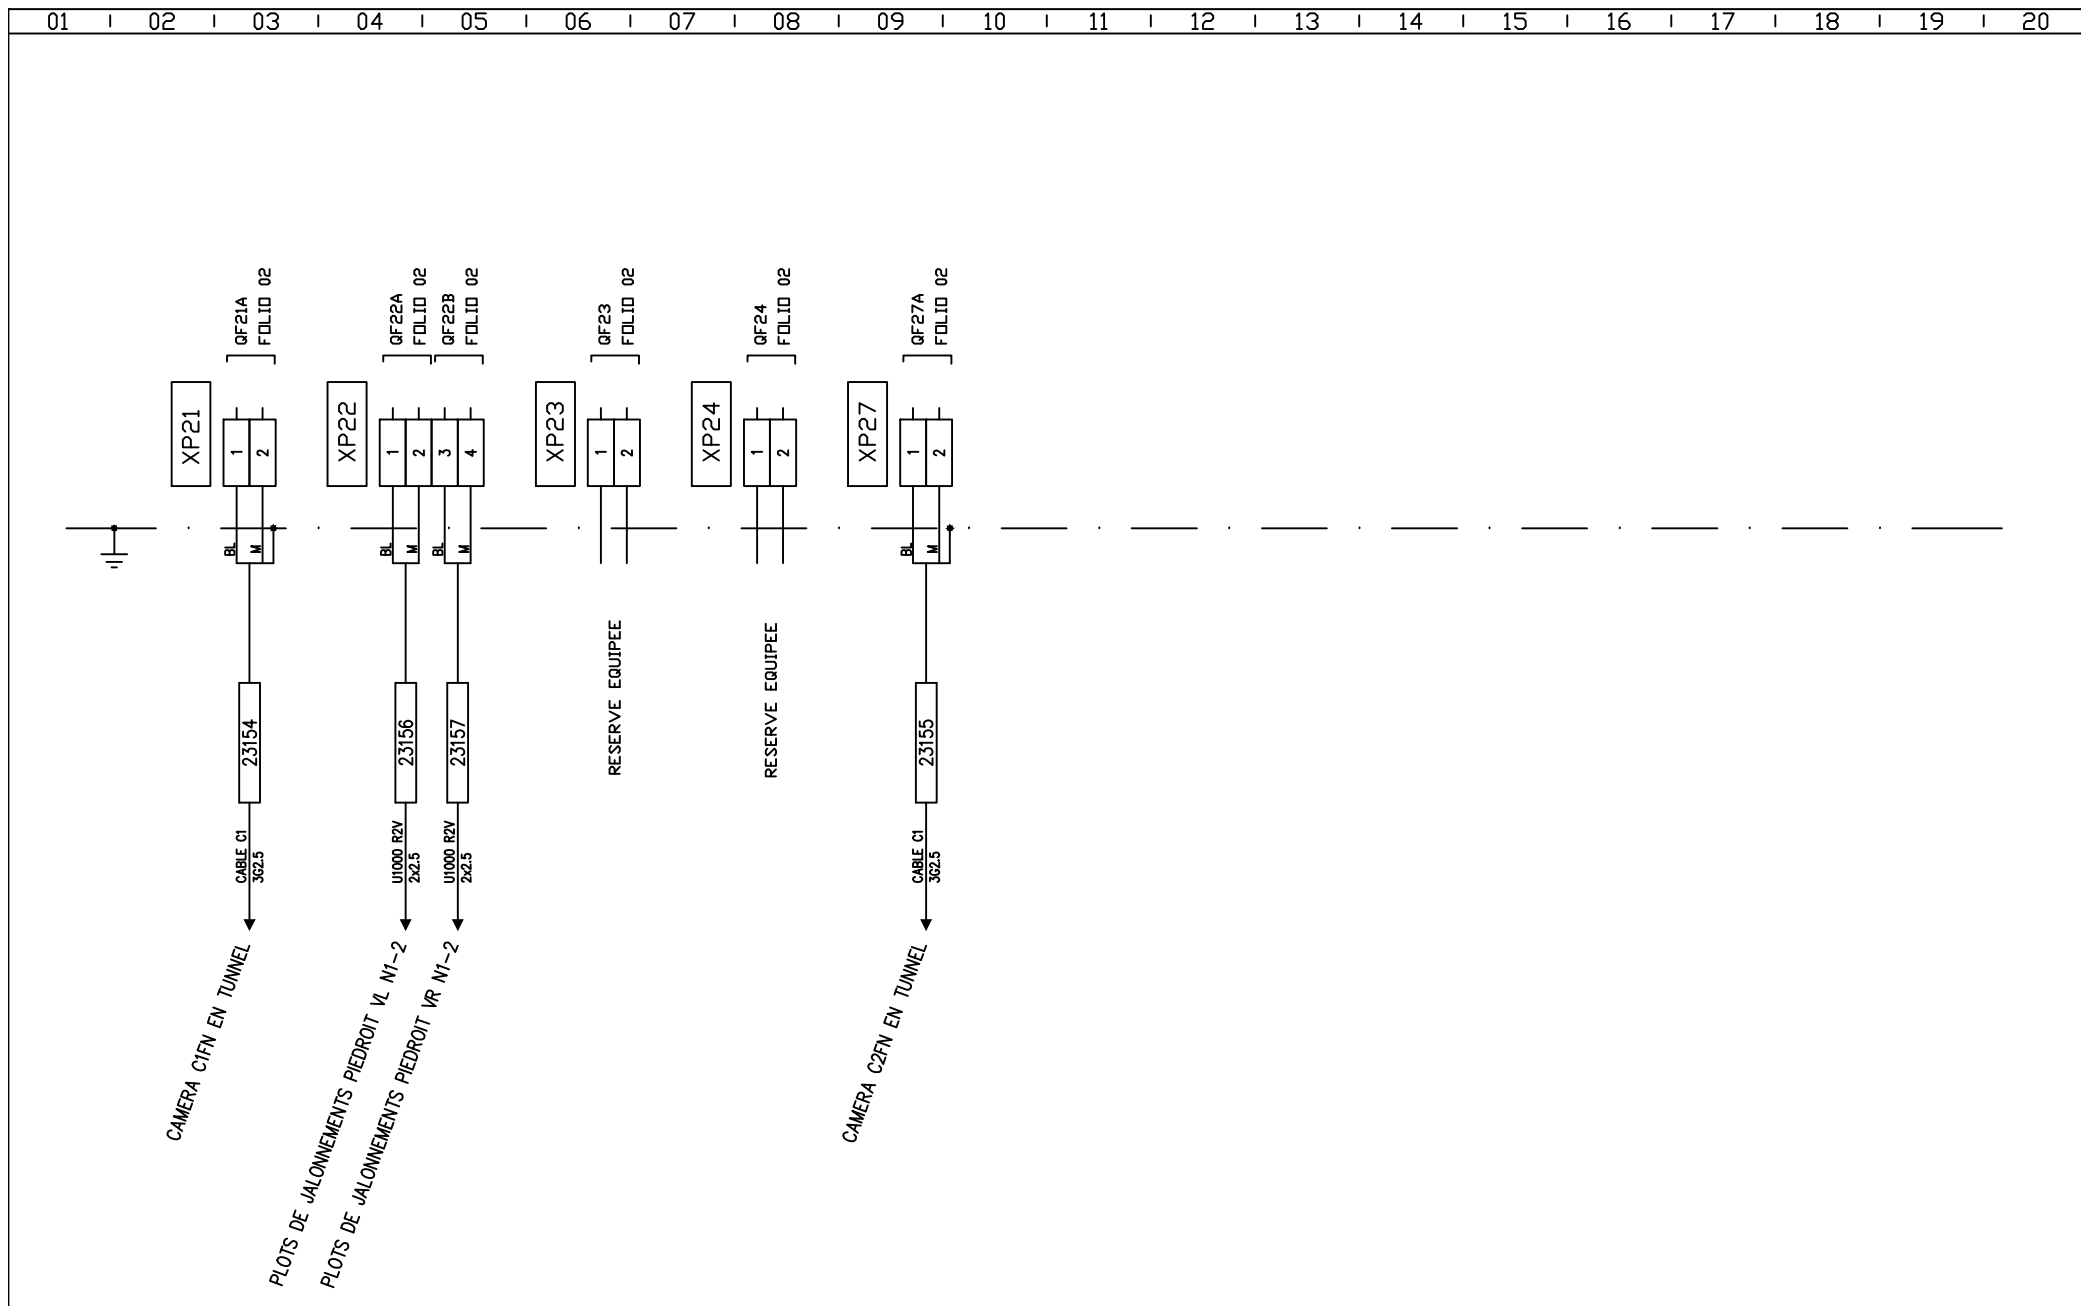 01 02 03 04 05 06 07 08 09 10 11 12 13 14 15 16 17 18 19 20
XP21
QF21A
FOLIO 02
1
2
BL
M
23154
CABLE C1
3G2.5
CAMERA C1FN EN TUNNEL
XP22
QF22A
FOLIO 02
QF22B
FOLIO 02
1
2
3
4
BL
M
BL
M
23156
U1000 R2V
2x2.5
PLOTS DE JALONNEMENTS PIEDROIT VL N1-2
23157
U1000 R2V
2x2.5
PLOTS DE JALONNEMENTS PIEDROIT VR N1-2
XP23
QF23
FOLIO 02
1
2
RESERVE EQUIPEE
XP24
QF24
FOLIO 02
1
2
RESERVE EQUIPEE
XP27
QF27A
FOLIO 02
1
2
BL
M
23155
CABLE C1
3G2.5
CAMERA C2FN EN TUNNEL